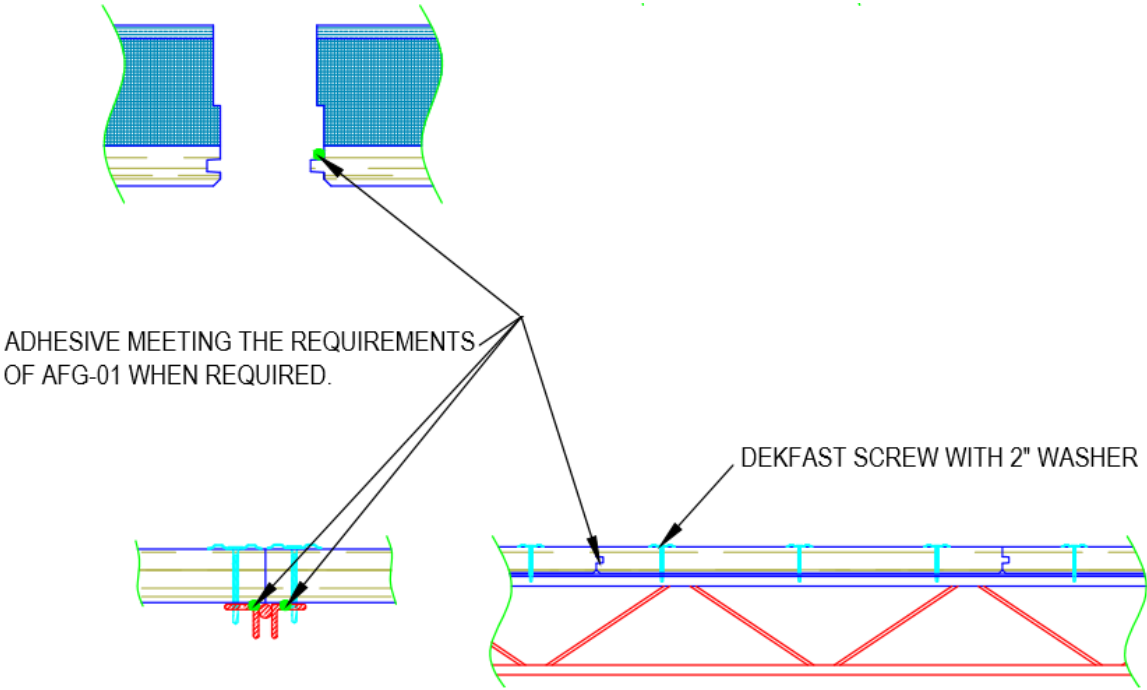 ADHESIVE MEETING THE REQUIREMENTS
OF AFG-01 WHEN REQUIRED.
DEKFAST SCREW WITH 2" WASHER